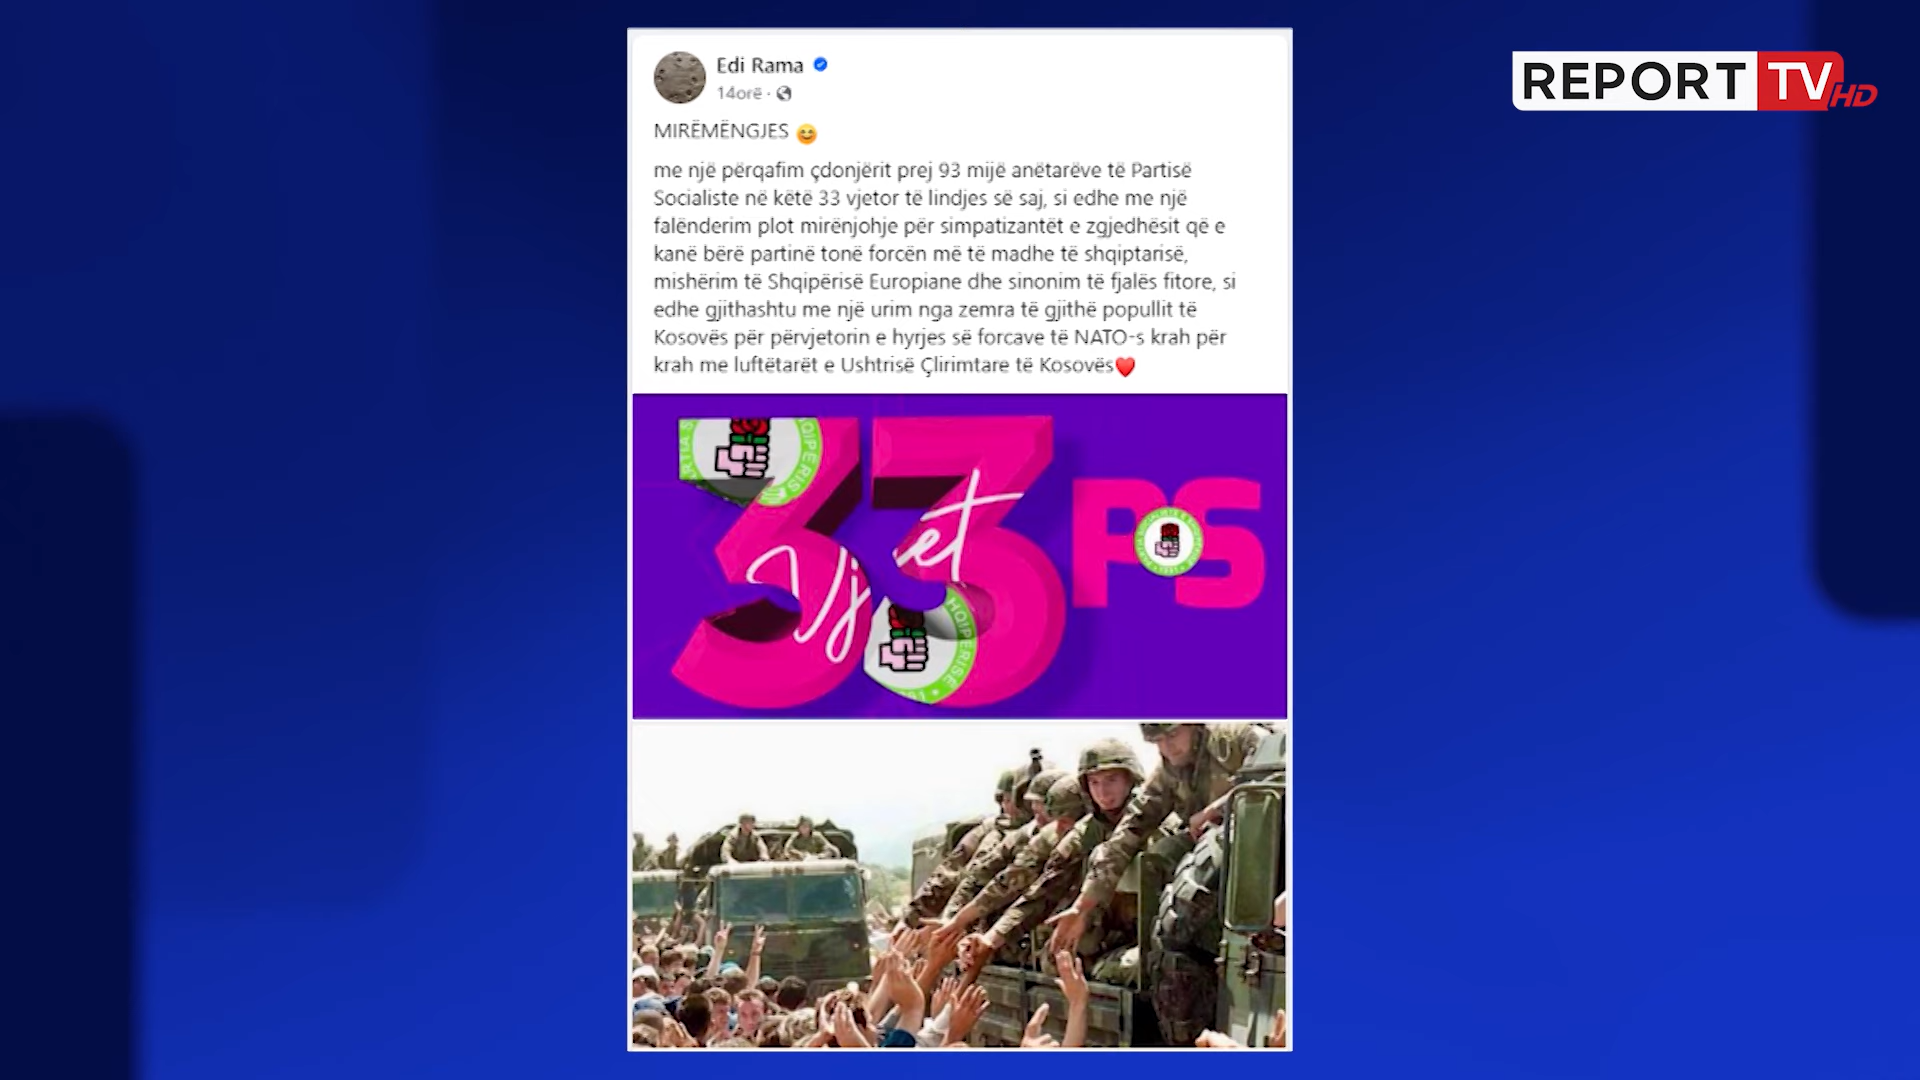 REPORT TV HD
Edi Rama
14orë
MIRËMËNGJES
me një përqafim çdonjërit prej 93 mijë anëtarëve të Partisë
Socialiste në këtë 33 vjetor të lindjes së saj, si edhe me një
falënderim plot mirënjohje për simpatizantët e zgjedhësit që e
kanë bërë partinë tonë forcën më të madhe të shqiptarisë,
mishërim të Shqipërisë Europiane dhe sinonim të fjalës fitore, si
edhe gjithashtu me një urim nga zemra të gjithë popullit të
Kosovës për përvjetorin e hyrjes së forcave të NATO-s krah për
krah me luftëtarët e Ushtrisë Çlirimtare të Kosovës
33
Vjet
PS